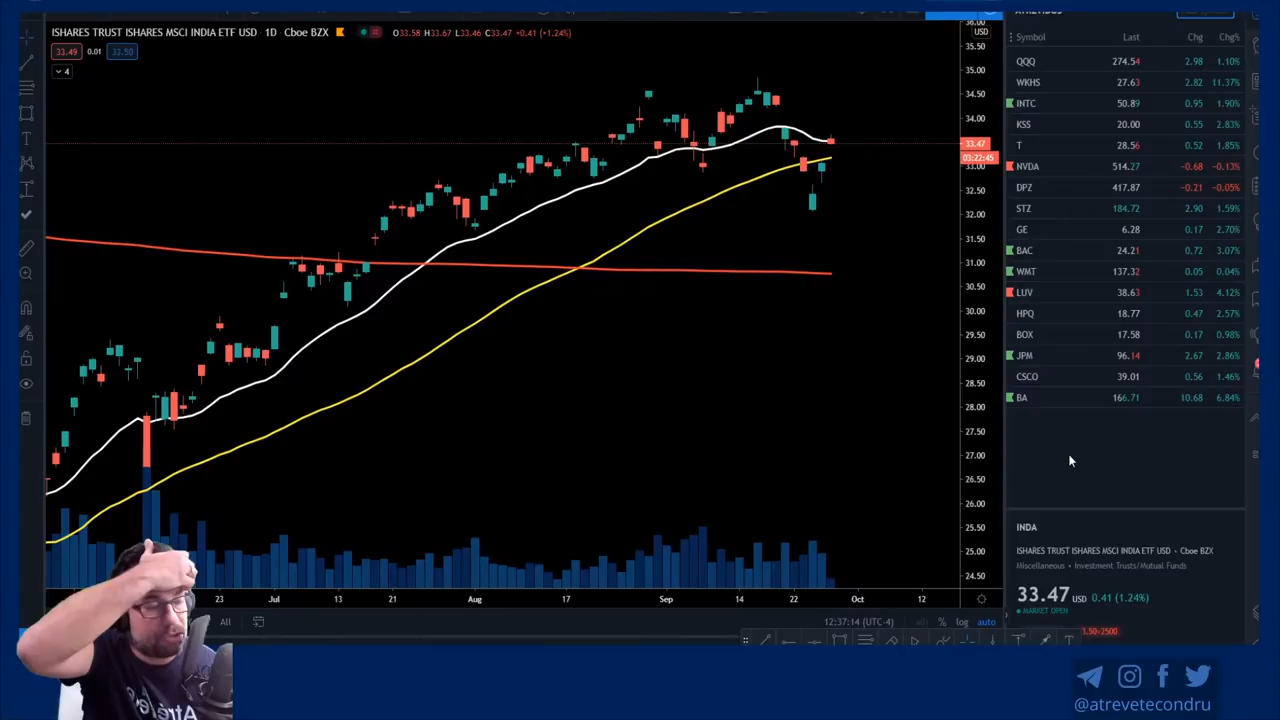 ISHARES TRUST ISHARES MSCI INDIA ETF USD · 1D · Cboe BZX O33.58 H33.67 L33.46 C33.47 +0.41 (+1.24%)
33.49 0.01 33.50
4
USD
36.00
35.50
35.00
34.50
34.00
33.47
03:22:45
33.00
32.50
32.00
31.50
31.00
30.50
30.00
29.50
29.00
28.50
28.00
27.50
27.00
26.50
26.00
25.50
25.00
24.50
23 Jul 13 21 Aug 17 Sep 14 22 Oct 12
All
12:37:14 (UTC-4) % log auto
Symbol Last Chg Chg%
QQQ 274.54 2.98 1.10%
WKHS 27.63 2.82 11.37%
INTC 50.89 0.95 1.90%
KSS 20.00 0.55 2.83%
T 28.56 0.52 1.85%
NVDA 514.27 -0.68 -0.13%
DPZ 417.87 -0.21 -0.05%
STZ 184.72 2.90 1.59%
GE 6.28 0.17 2.70%
BAC 24.21 0.72 3.07%
WMT 137.32 0.05 0.04%
LUV 38.63 1.53 4.12%
HPQ 18.77 0.47 2.57%
BOX 17.58 0.17 0.98%
JPM 96.14 2.67 2.86%
CSCO 39.01 0.56 1.46%
BA 166.71 10.68 6.84%
INDA
ISHARES TRUST ISHARES MSCI INDIA ETF USD · Cboe BZX
Miscellaneous · Investment Trusts/Mutual Funds
33.47 USD 0.41 (1.24%)
MARKET OPEN
@atrevetecondru